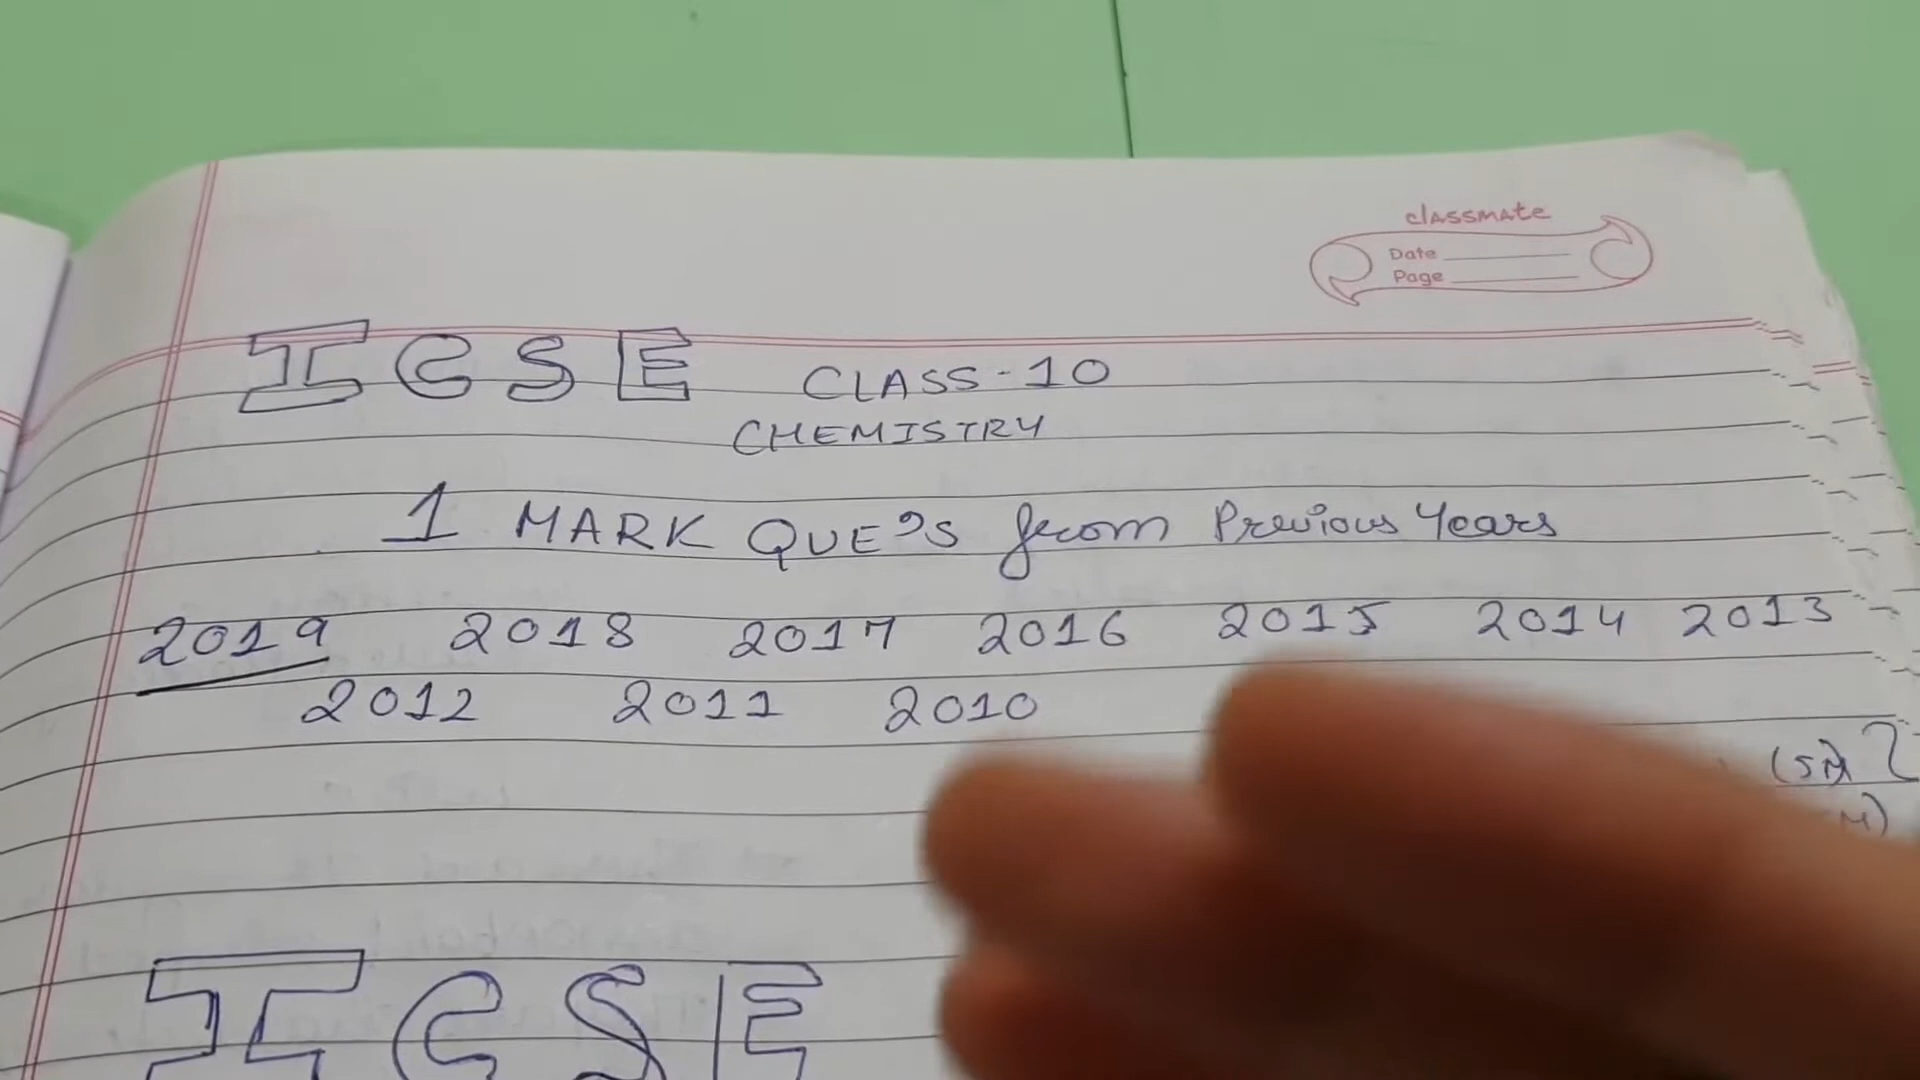 classmate
Date
Page
ICSE CLASS-10
CHEMISTRY
1 MARK QUE's from Previous Years
2019 2018 2017 2016 2015 2014 2013
2012 2011 2010
(5M)
ICSE